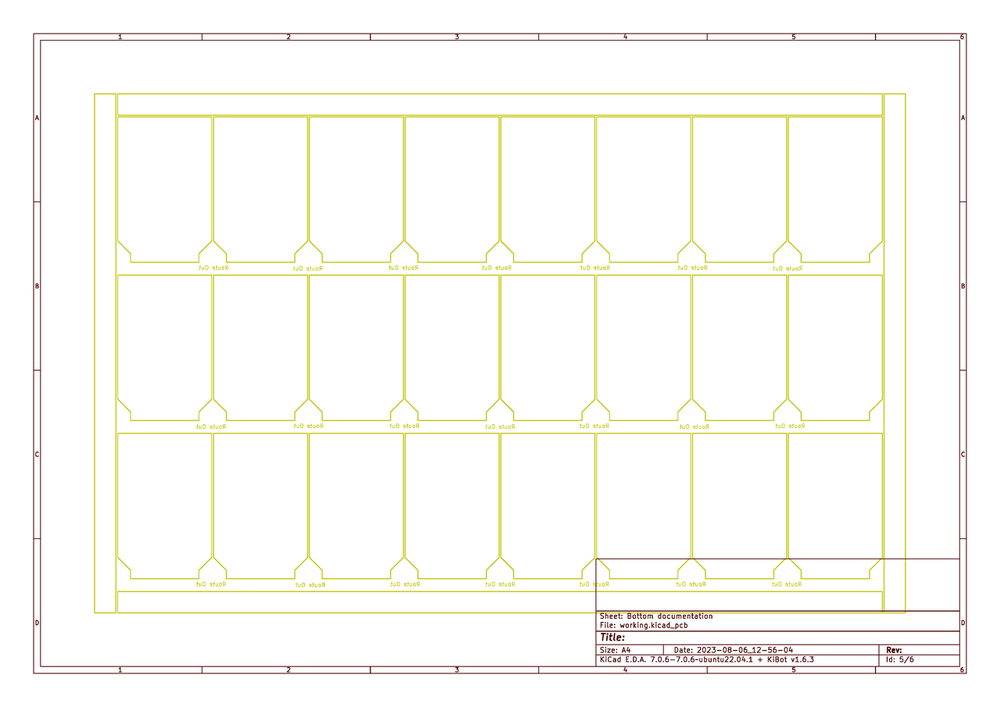 1 2 3 4 5 6
A A
Route Out Route Out Route Out Route Out Route Out Route Out Route Out
B B
Route Out Route Out Route Out Route Out Route Out Route Out Route Out
C C
Route Out Route Out Route Out Route Out Route Out Route Out Route Out
Sheet: Bottom documentation
D D
File: working.kicad_pcb
Title:
Size: A4 Date: 2023-08-06_12-56-04 Rev:
KiCad E.D.A. 7.0.6-7.0.6~ubuntu22.04.1 + KiBot v1.6.3 Id: 5/6
1 2 3 4 5 6